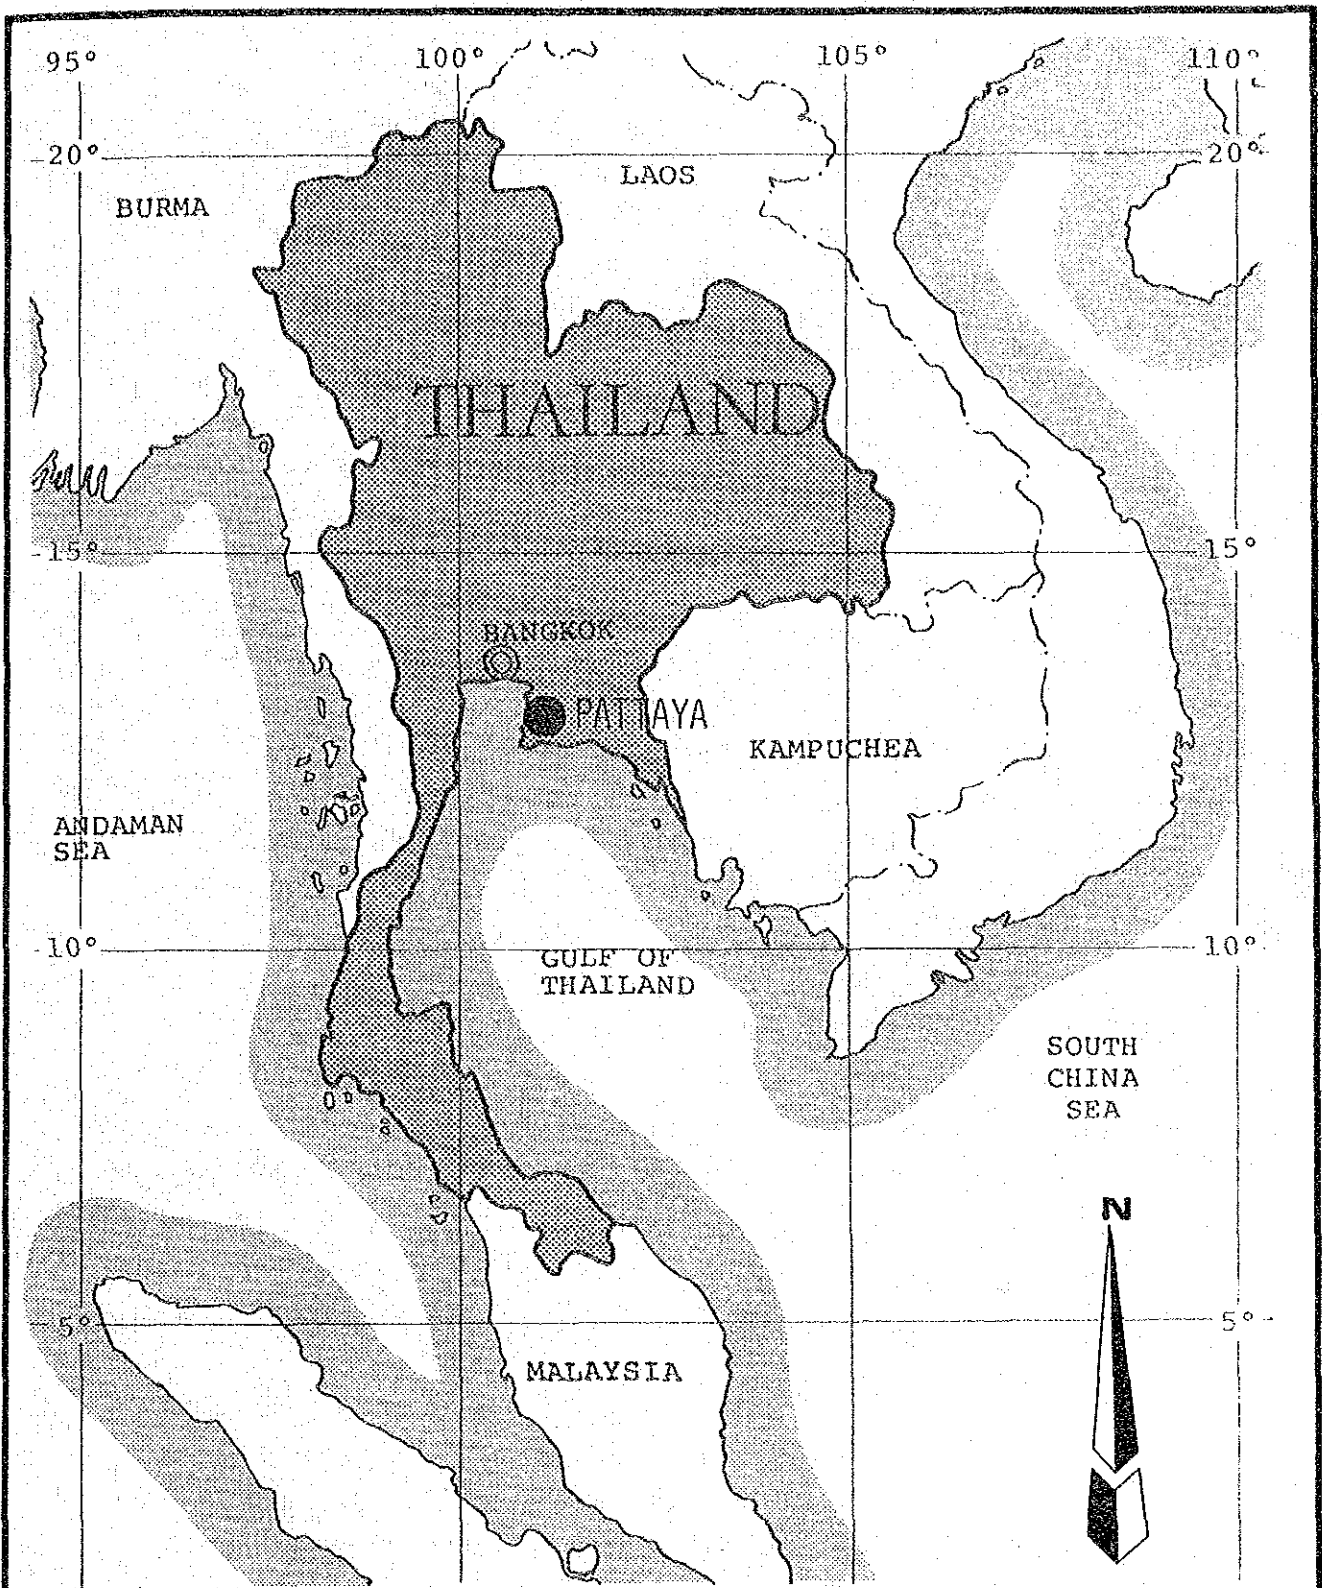 95° 100° 105° 110°
20° 20°
LAOS
BURMA
THAILAND
15° 15°
BANGKOK
PATTAYA
KAMPUCHEA
ANDAMAN
SEA
10° 10°
GULF OF
THAILAND
SOUTH
CHINA
SEA
N
5° 5°
MALAYSIA